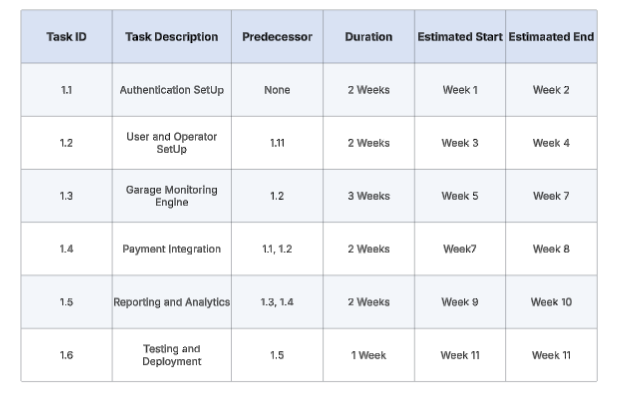 Task ID Task Description Predecessor Duration Estimated Start Estimaated End
1.1 Authentication SetUp None 2 Weeks Week 1 Week 2
1.2 User and Operator SetUp 1.11 2 Weeks Week 3 Week 4
1.3 Garage Monitoring Engine 1.2 3 Weeks Week 5 Week 7
1.4 Payment Integration 1.1, 1.2 2 Weeks Week7 Week 8
1.5 Reporting and Analytics 1.3, 1.4 2 Weeks Week 9 Week 10
1.6 Testing and Deployment 1.5 1 Week Week 11 Week 11